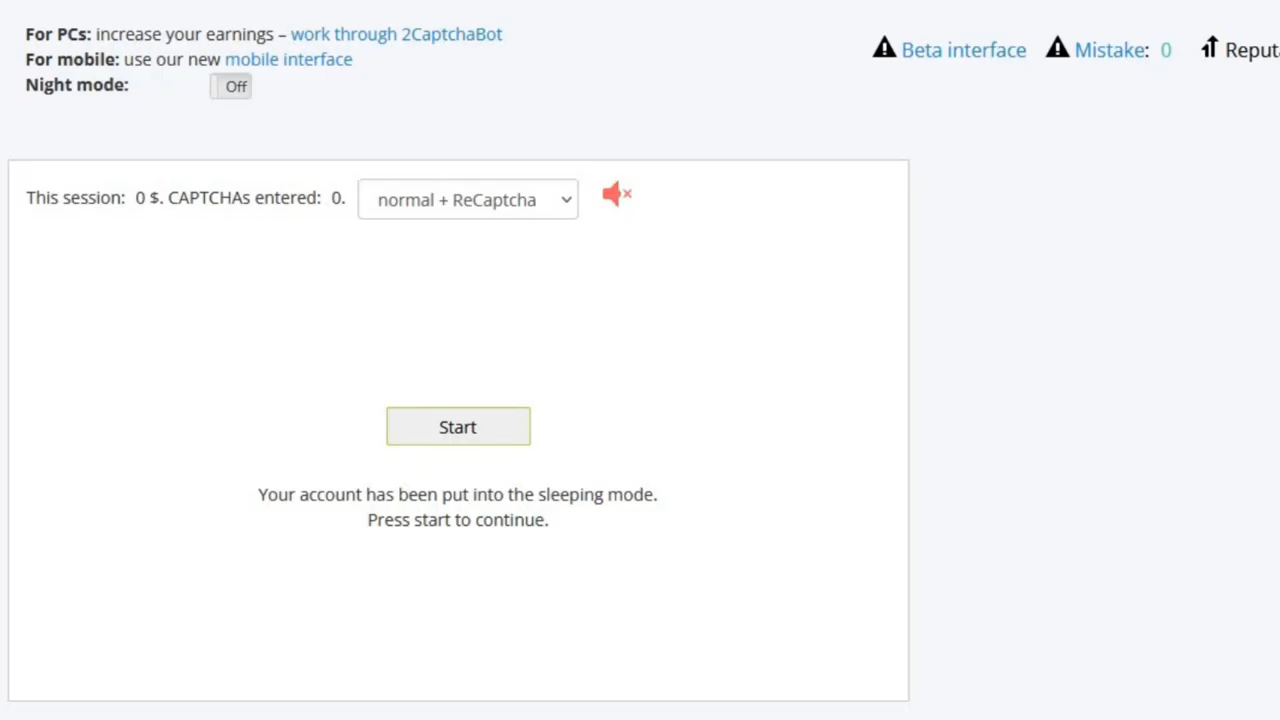 For PCs: increase your earnings – work through 2CaptchaBot
For mobile: use our new mobile interface
Night mode: Off
Beta interface Mistake: 0 Reputa
This session: 0 $. CAPTCHAs entered: 0. normal + ReCaptcha
Start
Your account has been put into the sleeping mode.
Press start to continue.